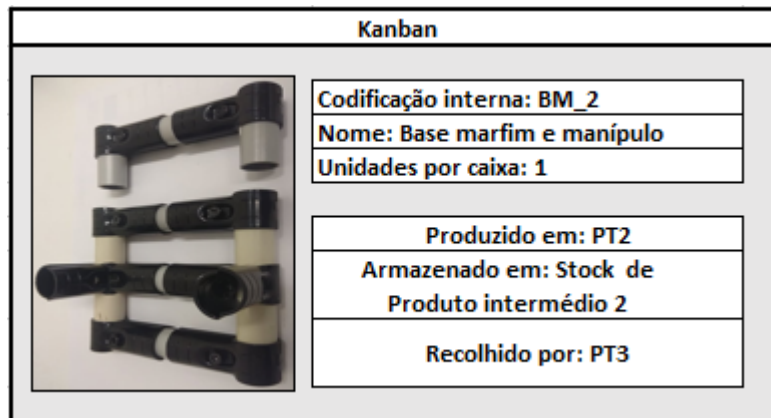 Kanban
Codificação interna: BM_2
Nome: Base marfim e manípulo
Unidades por caixa: 1
Produzido em: PT2
Armazenado em: Stock de
Produto intermédio 2
Recolhido por: PT3